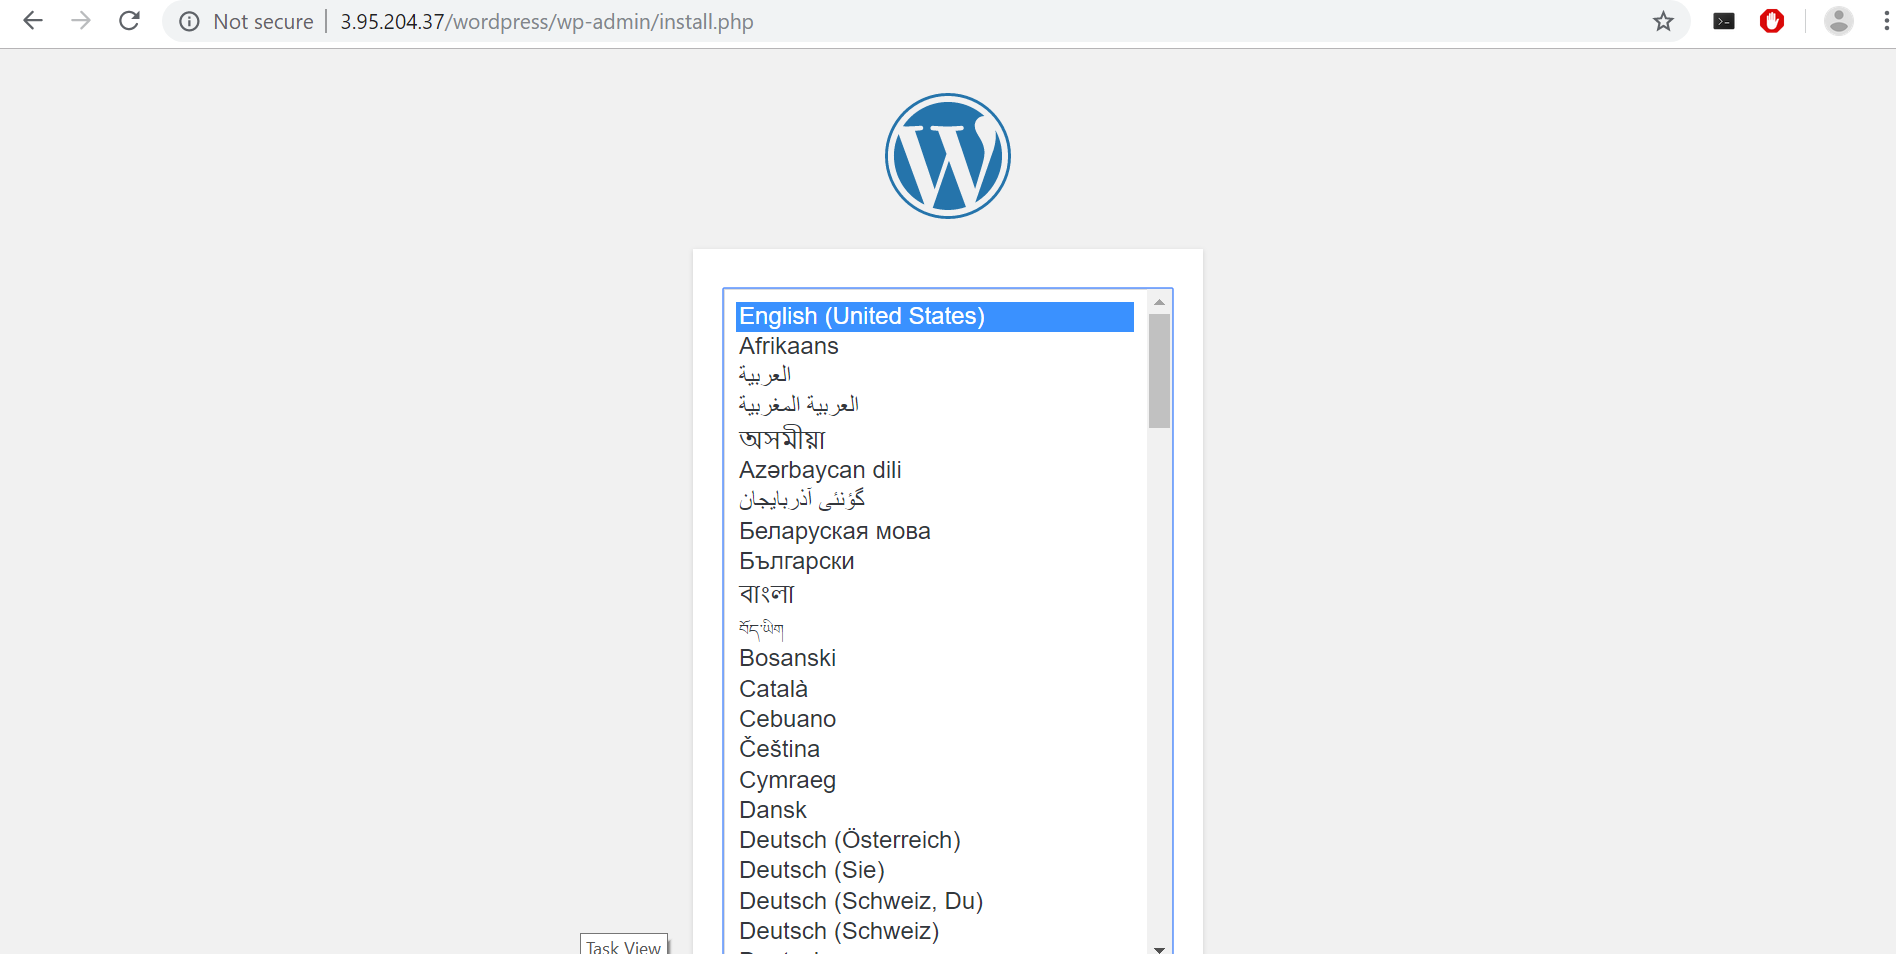 Not secure | 3.95.204.37/wordpress/wp-admin/install.php
W
English (United States)
Afrikaans
العربية
العربية المغربية
অসমীয়া
Azərbaycan dili
گؤنئی آذربایجان
Беларуская мова
Български
বাংলা
བོད་ཡིག
Bosanski
Català
Cebuano
Čeština
Cymraeg
Dansk
Deutsch (Österreich)
Deutsch (Sie)
Deutsch (Schweiz, Du)
Deutsch (Schweiz)
Task View